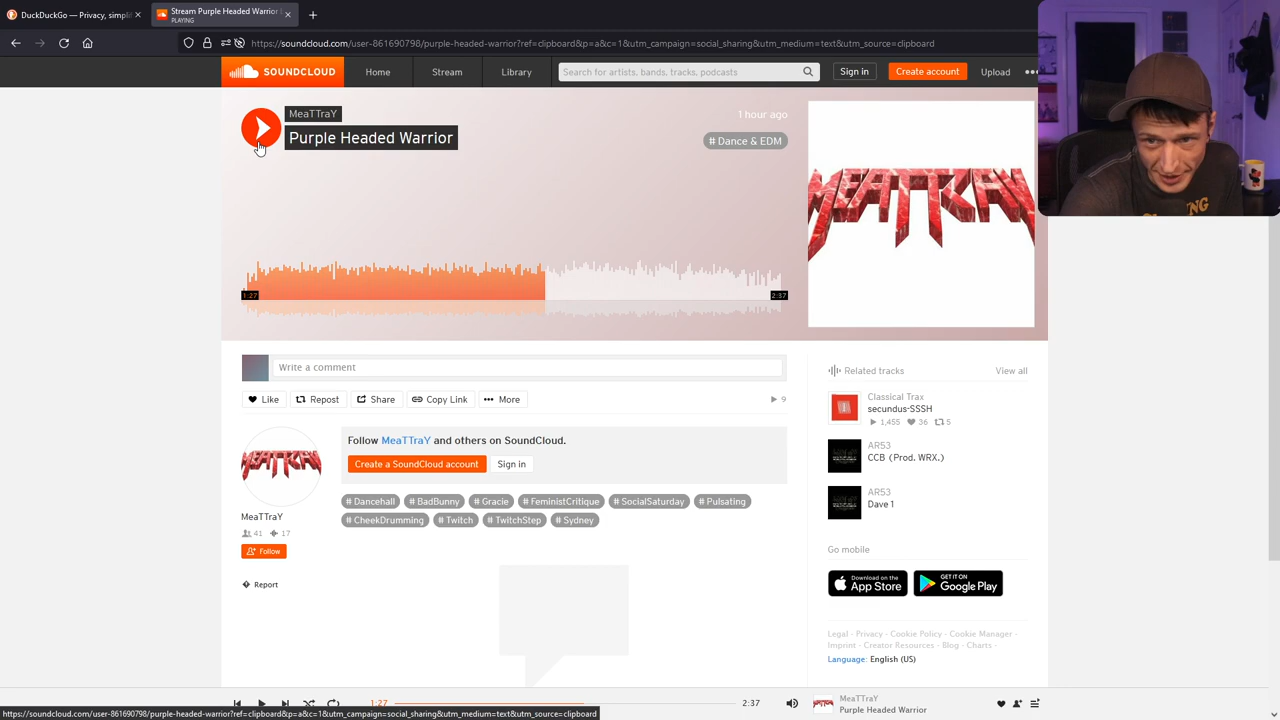 DuckDuckGo — Privacy, simpli
Stream Purple Headed Warrior
PLAYING
https://soundcloud.com/user-861690798/purple-headed-warrior?ref=clipboard&p=a&c=1&utm_campaign=social_sharing&utm_medium=text&utm_source=clipboard
SOUNDCLOUD
Home
Stream
Library
Search for artists, bands, tracks, podcasts
Sign in
Create account
Upload
MeaTTraY
1 hour ago
Purple Headed Warrior
# Dance & EDM
MEATTRAY
1:27
2:37
Write a comment
Like
Repost
Share
Copy Link
More
9
Related tracks
View all
Classical Trax
secundus-SSSH
1,455
36
5
AR53
CCB (Prod. WRX.)
AR53
Dave 1
MEATTRAY
Follow MeaTTraY and others on SoundCloud.
Create a SoundCloud account
Sign in
# Dancehall
# BadBunny
# Gracie
# FeministCritique
# SocialSaturday
# Pulsating
# CheekDrumming
# Twitch
# TwitchStep
# Sydney
MeaTTraY
41
17
Follow
Report
Go mobile
Download on the
App Store
GET IT ON
Google Play
Legal - Privacy - Cookie Policy - Cookie Manager -
Imprint - Creator Resources - Blog - Charts -
Language: English (US)
1:27
2:37
MeaTTraY
Purple Headed Warrior
https://soundcloud.com/user-861690798/purple-headed-warrior?ref=clipboard&p=a&c=1&utm_campaign=social_sharing&utm_medium=text&utm_source=clipboard